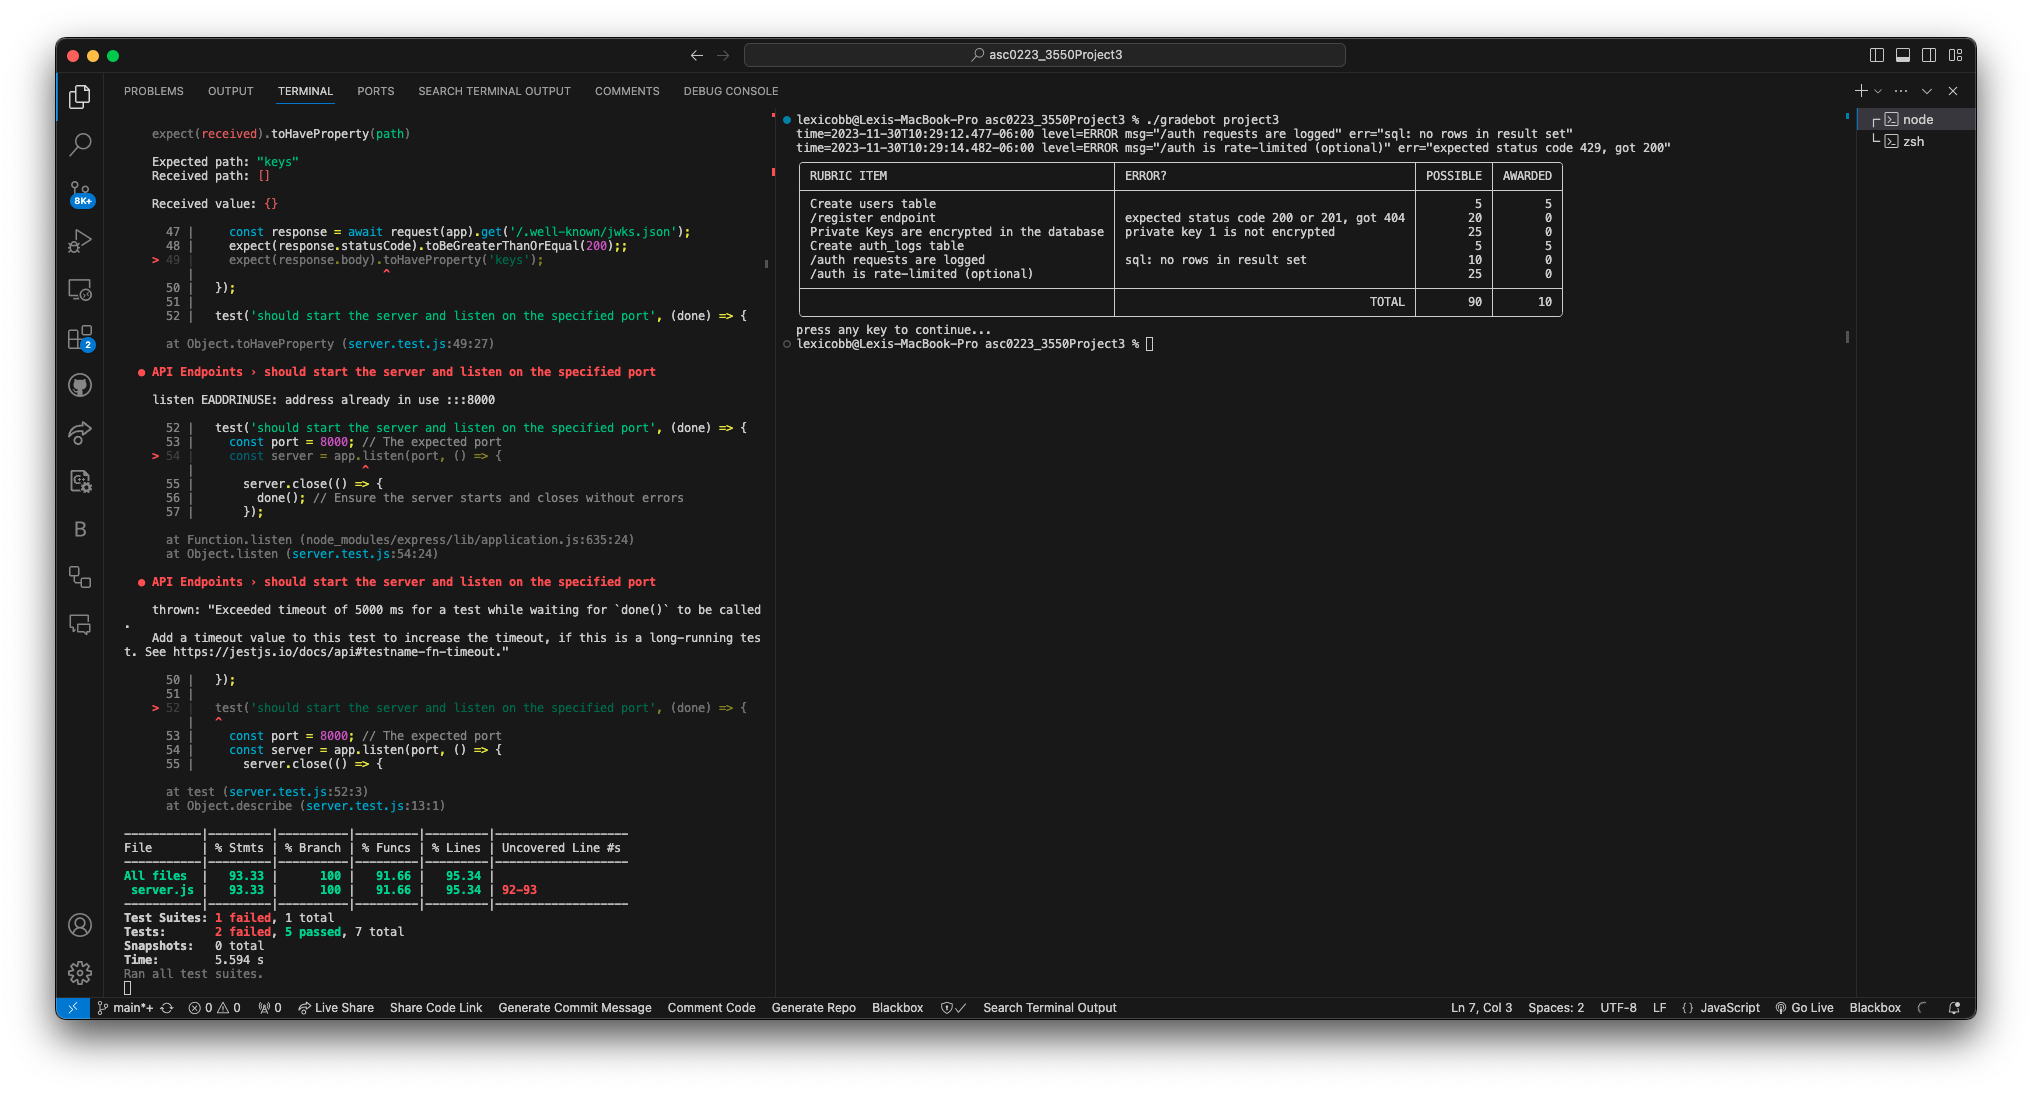 asc0223_3550Project3
PROBLEMS OUTPUT TERMINAL PORTS SEARCH TERMINAL OUTPUT COMMENTS DEBUG CONSOLE
expect(received).toHaveProperty(path)
Expected path: "keys"
Received path: []
Received value: {}
47 |     const response = await request(app).get('/.well-known/jwks.json');
48 |     expect(response.statusCode).toBeGreaterThanOrEqual(200);;
> 49 |     expect(response.body).toHaveProperty('keys');
|                           ^
50 |   });
51 |
52 |   test('should start the server and listen on the specified port', (done) => {
at Object.toHaveProperty (server.test.js:49:27)
● API Endpoints › should start the server and listen on the specified port
listen EADDRINUSE: address already in use :::8000
52 |   test('should start the server and listen on the specified port', (done) => {
53 |     const port = 8000; // The expected port
> 54 |     const server = app.listen(port, () => {
|                        ^
55 |       server.close(() => {
56 |         done(); // Ensure the server starts and closes without errors
57 |       });
at Function.listen (node_modules/express/lib/application.js:635:24)
at Object.listen (server.test.js:54:24)
● API Endpoints › should start the server and listen on the specified port
thrown: "Exceeded timeout of 5000 ms for a test while waiting for `done()` to be called
.
Add a timeout value to this test to increase the timeout, if this is a long-running tes
t. See https://jestjs.io/docs/api#testname-fn-timeout."
50 |   });
51 |
> 52 |   test('should start the server and listen on the specified port', (done) => {
|   ^
53 |     const port = 8000; // The expected port
54 |     const server = app.listen(port, () => {
55 |       server.close(() => {
at test (server.test.js:52:3)
at Object.describe (server.test.js:13:1)
File | % Stmts | % Branch | % Funcs | % Lines | Uncovered Line #s
All files | 93.33 | 100 | 91.66 | 95.34 |
server.js | 93.33 | 100 | 91.66 | 95.34 | 92-93
Test Suites: 1 failed, 1 total
Tests: 2 failed, 5 passed, 7 total
Snapshots: 0 total
Time: 5.594 s
Ran all test suites.
lexicobb@Lexis-MacBook-Pro asc0223_3550Project3 % ./gradebot project3
time=2023-11-30T10:29:12.477-06:00 level=ERROR msg="/auth requests are logged" err="sql: no rows in result set"
time=2023-11-30T10:29:14.482-06:00 level=ERROR msg="/auth is rate-limited (optional)" err="expected status code 429, got 200"
RUBRIC ITEM ERROR? POSSIBLE AWARDED
Create users table 5 5
/register endpoint expected status code 200 or 201, got 404 20 0
Private Keys are encrypted in the database private key 1 is not encrypted 25 0
Create auth_logs table 5 5
/auth requests are logged sql: no rows in result set 10 0
/auth is rate-limited (optional) 25 0
TOTAL 90 10
press any key to continue...
lexicobb@Lexis-MacBook-Pro asc0223_3550Project3 %
node
zsh
8K+
2
B
main*+ 0 0 0 Live Share Share Code Link Generate Commit Message Comment Code Generate Repo Blackbox Search Terminal Output Ln 7, Col 3 Spaces: 2 UTF-8 LF {} JavaScript Go Live Blackbox